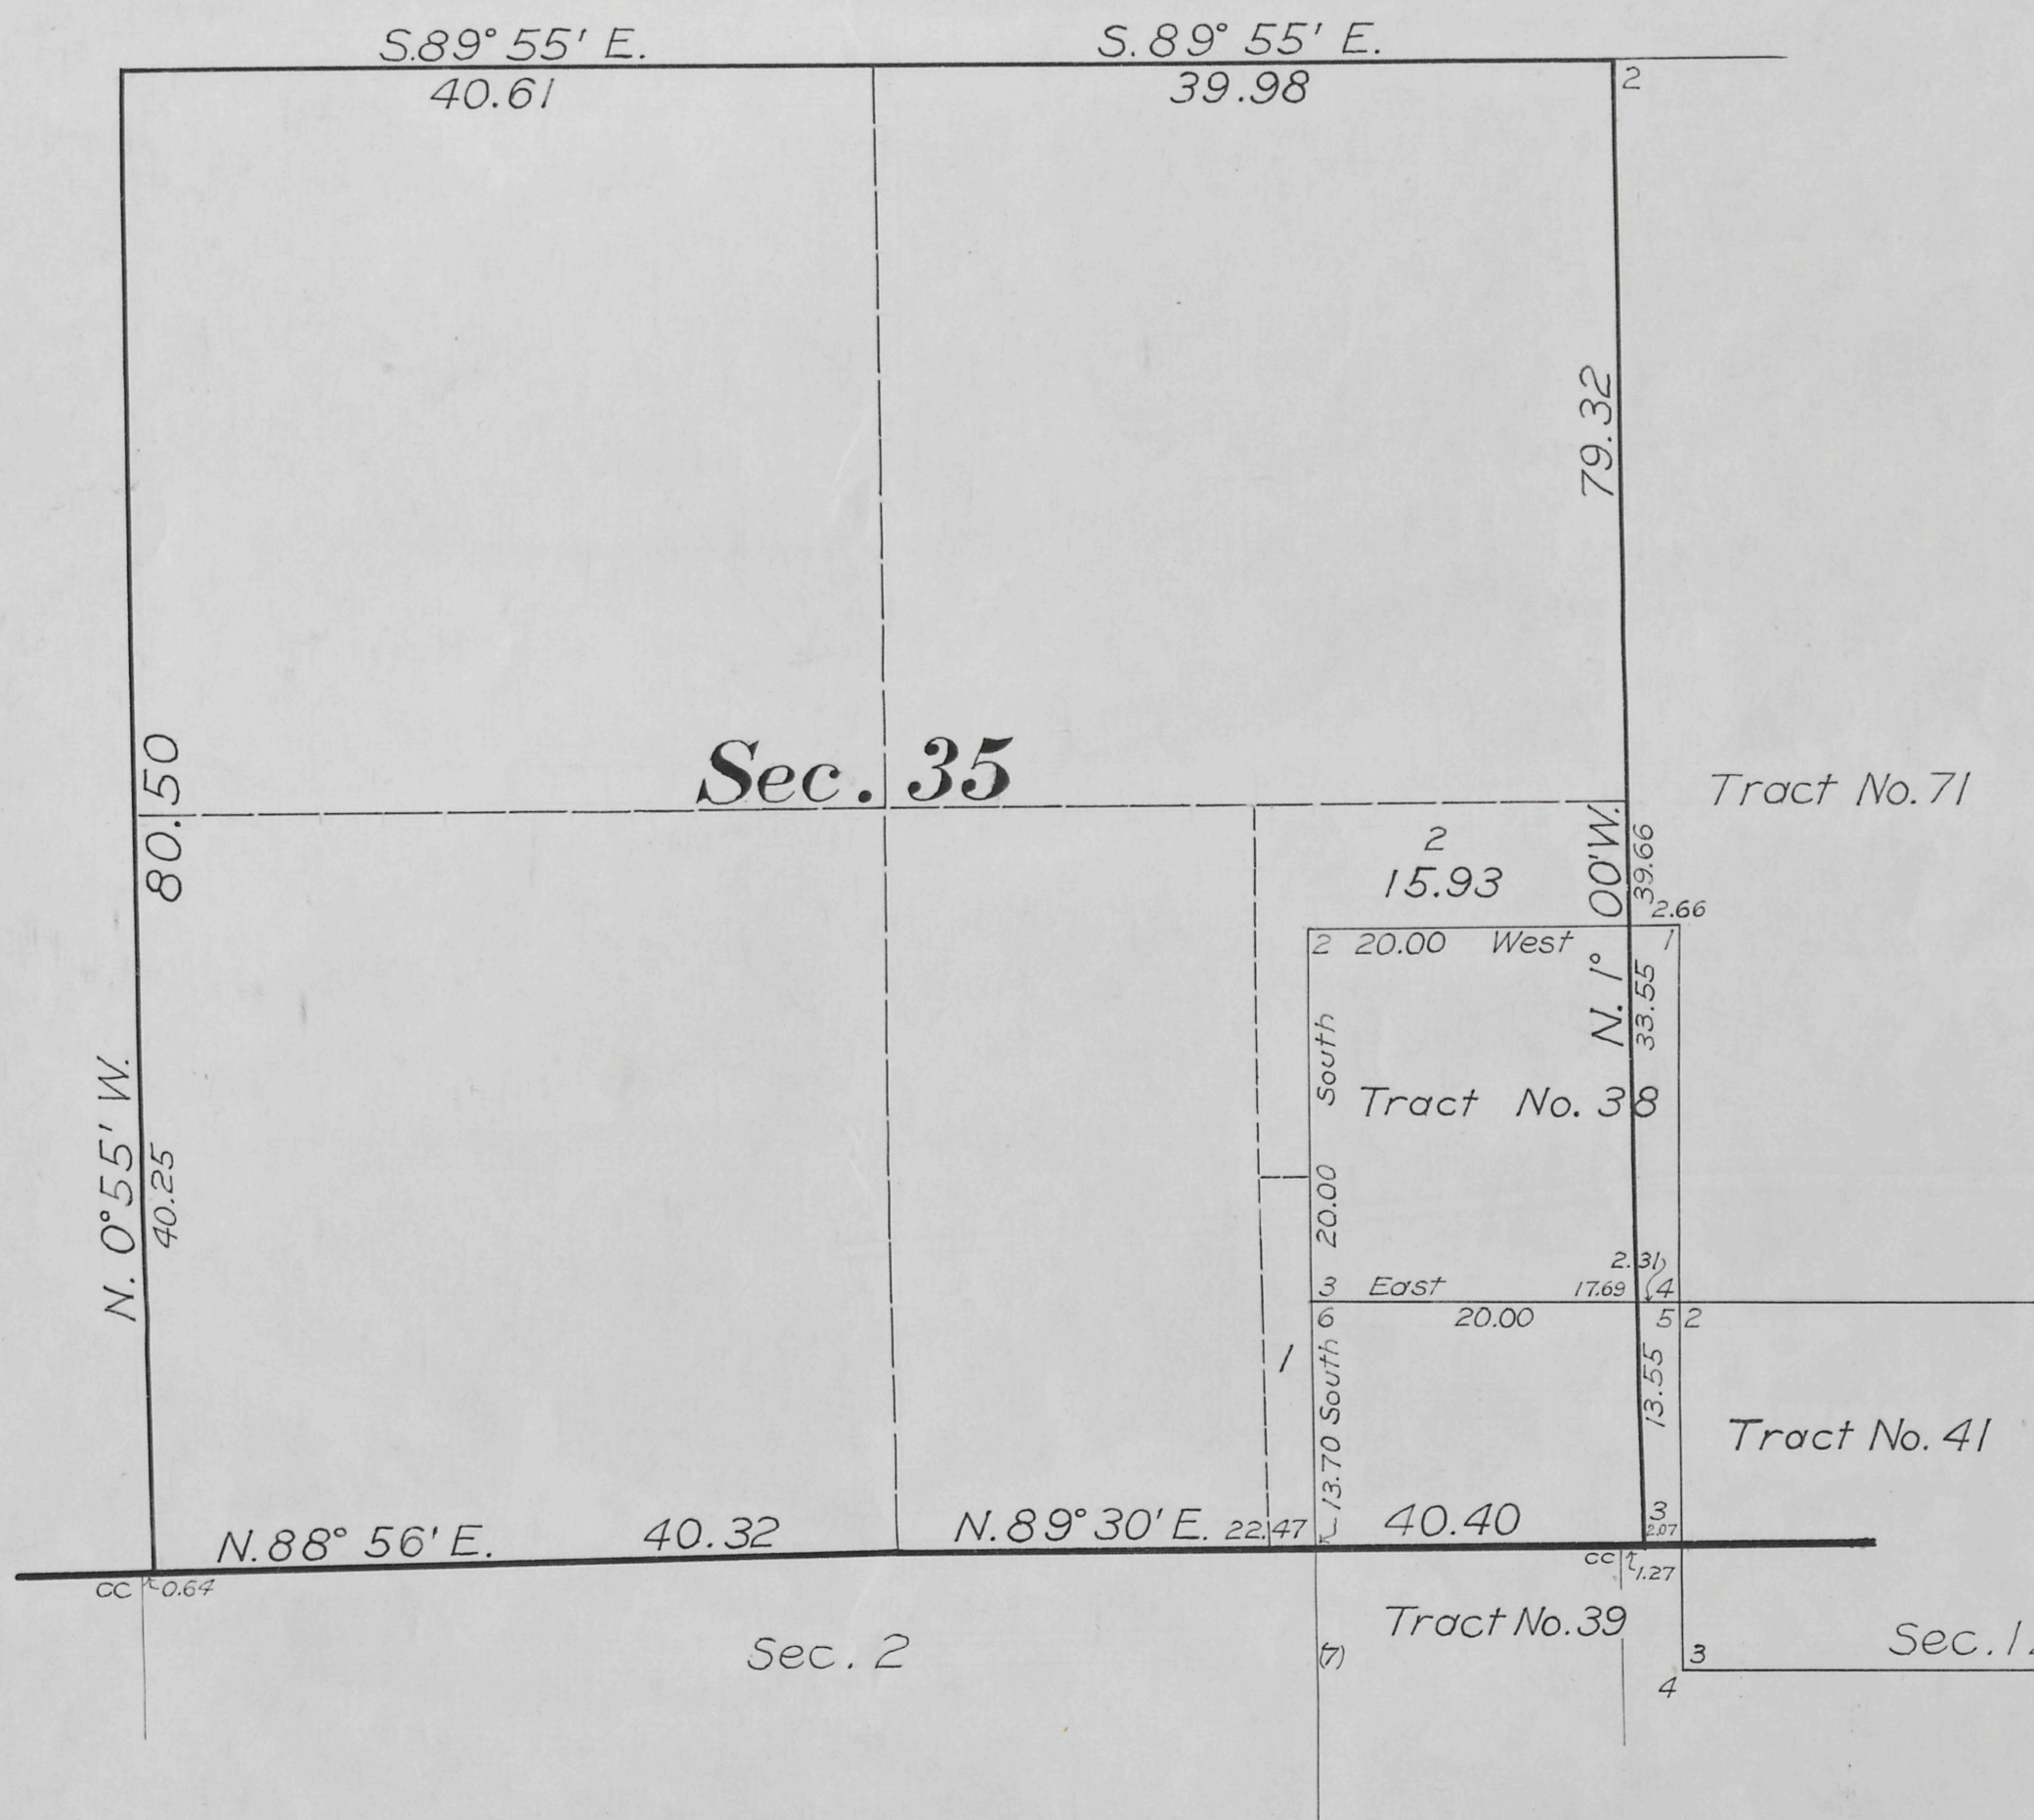 S.89° 55' E.
S.89° 55' E.
40.61
39.98
2
79.32
Sec. 35
80.50
Tract No.71
2
15.93
N. 1° 00'W.
39.66
2.66
2 20.00 West 1
33.55
South
Tract No. 38
N. 0°55' W.
40.25
20.00
2.31
3 East 17.69 4
6 20.00 5 2
1
13.70 South
13.55
Tract No. 41
N.88° 56' E. 40.32
N.89° 30' E. 22.47
40.40
3
2.07
CC 0.64
CC 1.27
Tract No.39
Sec. 2
(7)
3
Sec.
4